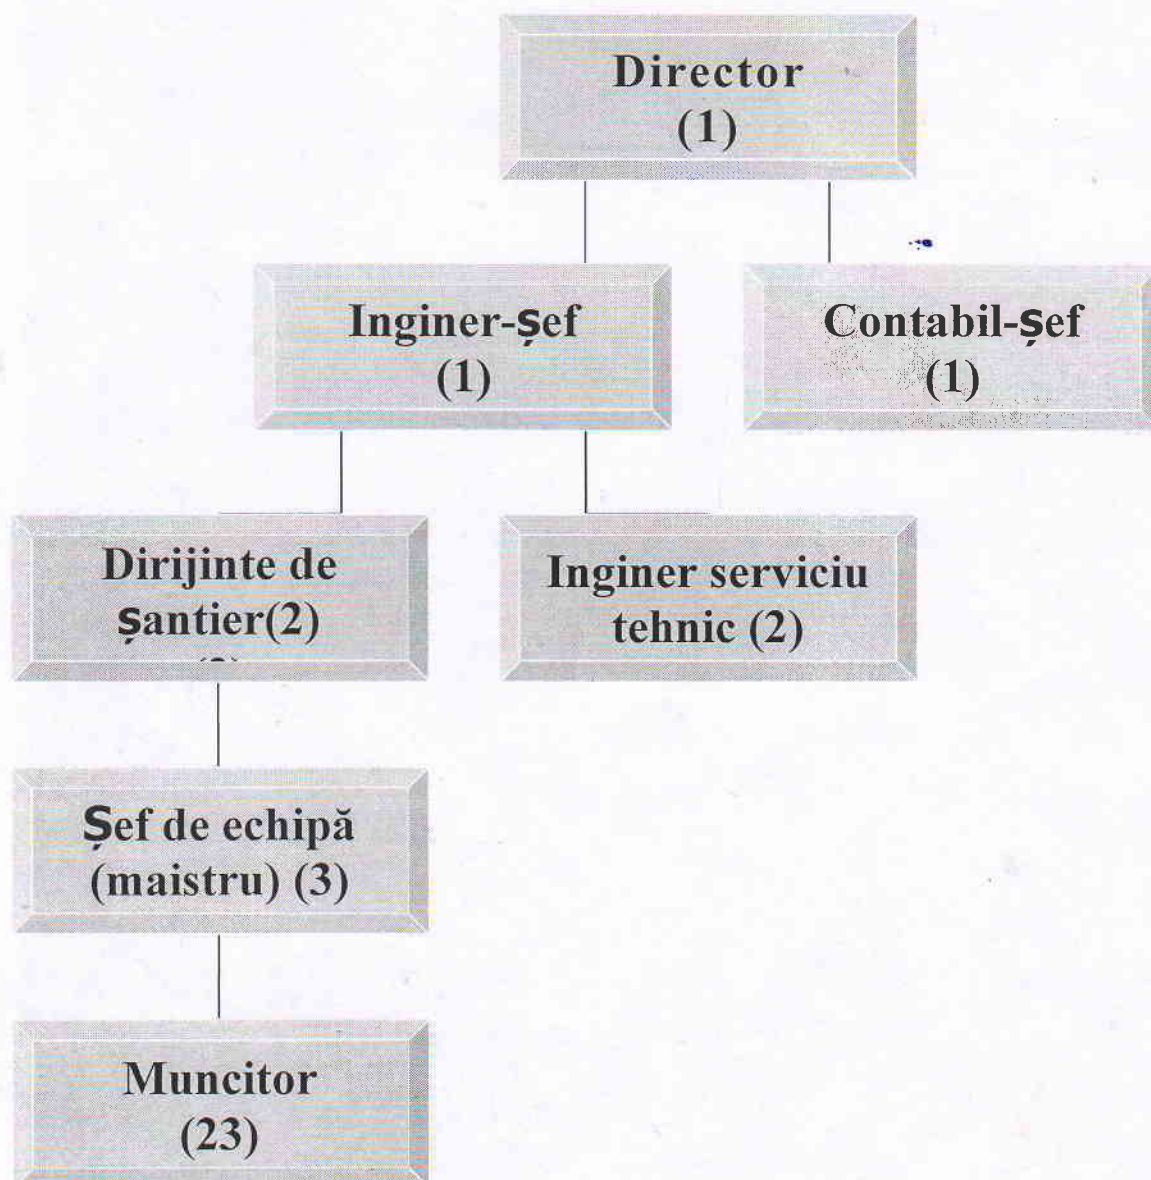 Director
(1)
Inginer-șef
(1)
Contabil-șef
(1)
Dirijinte de
șantier(2)
Inginer serviciu
tehnic (2)
Șef de echipă
(maistru) (3)
Muncitor
(23)